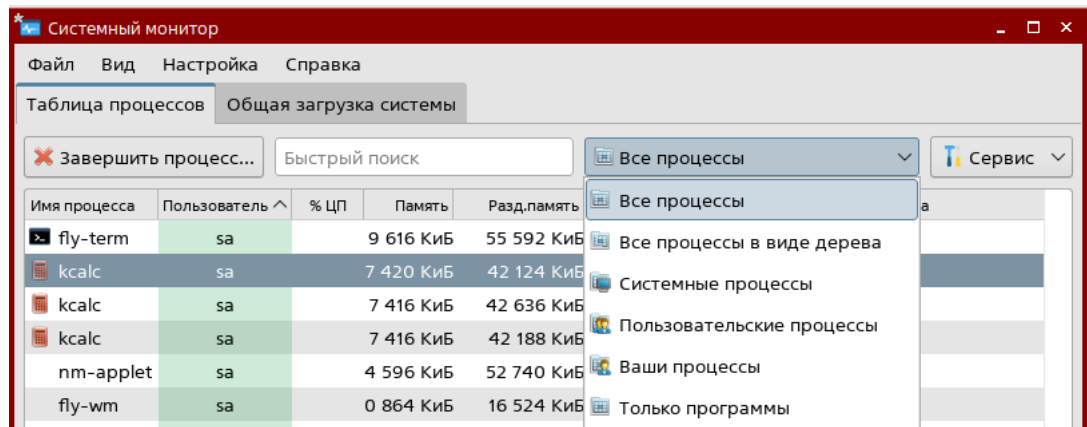 Системный монитор
Файл Вид Настройка Справка
Таблица процессов Общая загрузка системы
Завершить процесс... Быстрый поиск Все процессы Сервис
Имя процесса Пользователь % ЦП Память Разд.память
Все процессы
Все процессы в виде дерева
Системные процессы
Пользовательские процессы
Ваши процессы
Только программы
fly-term sa 9 616 КиБ 55 592 КиБ
kcalc sa 7 420 КиБ 42 124 КиБ
kcalc sa 7 416 КиБ 42 636 КиБ
kcalc sa 7 416 КиБ 42 188 КиБ
nm-applet sa 4 596 КиБ 52 740 КиБ
fly-wm sa 0 864 КиБ 16 524 КиБ